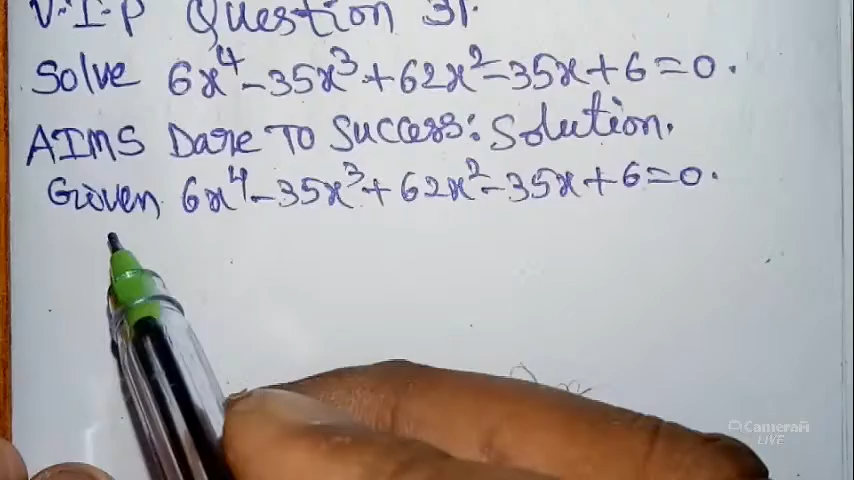 V.I.P Question 31.
Solve 6x⁴-35x³+62x²-35x+6=0.
AIMS Dare To Success: Solution.
Given 6x⁴-35x³+62x²-35x+6=0.
CameraFi
LIVE